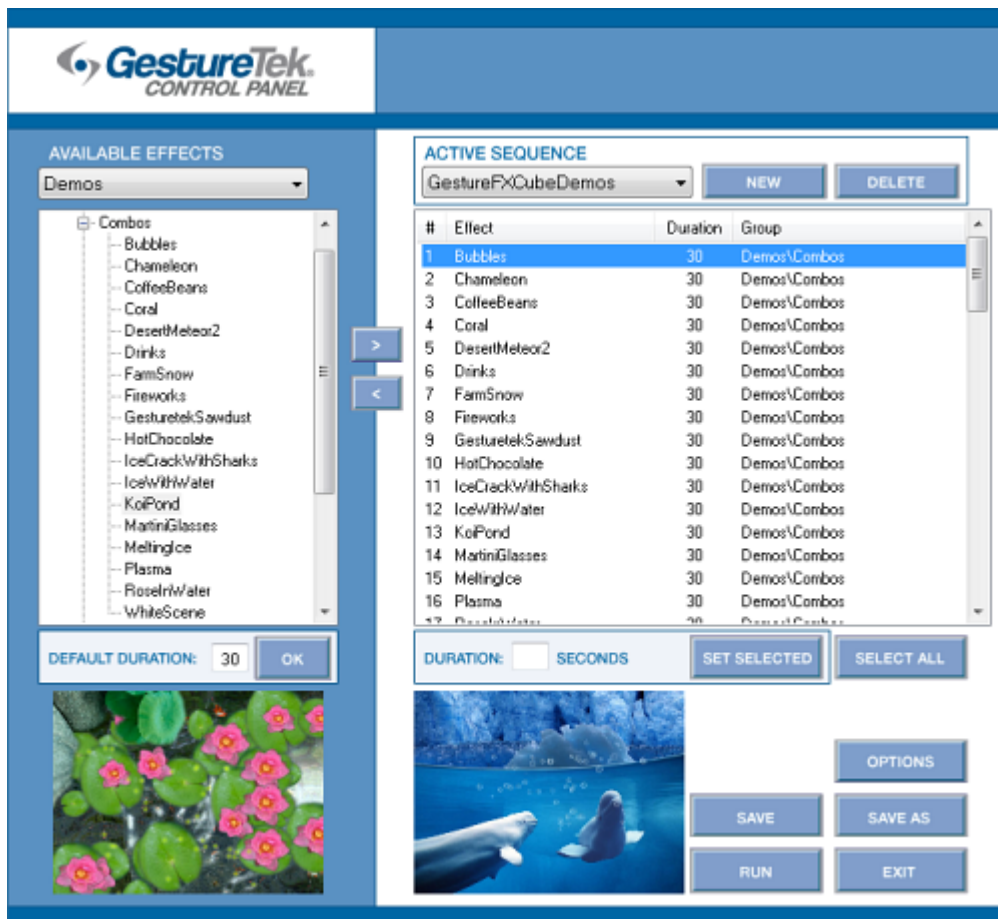 GestureTek.
CONTROL PANEL
AVAILABLE EFFECTS
Demos
Combos
Bubbles
Chameleon
CoffeeBeans
Coral
DesertMeteor2
Drinks
FarmSnow
Fireworks
GesturetekSawdust
HotChocolate
IceCrackWithSharks
IceWithWater
KoiPond
MartiniGlasses
MeltingIce
Plasma
RoseInWater
WhiteScene
DEFAULT DURATION: 30 OK
>
<
ACTIVE SEQUENCE
GestureFXCubeDemos NEW DELETE
# Effect Duration Group
1 Bubbles 30 Demos\Combos
2 Chameleon 30 Demos\Combos
3 CoffeeBeans 30 Demos\Combos
4 Coral 30 Demos\Combos
5 DesertMeteor2 30 Demos\Combos
6 Drinks 30 Demos\Combos
7 FarmSnow 30 Demos\Combos
8 Fireworks 30 Demos\Combos
9 GesturetekSawdust 30 Demos\Combos
10 HotChocolate 30 Demos\Combos
11 IceCrackWithSharks 30 Demos\Combos
12 IceWithWater 30 Demos\Combos
13 KoiPond 30 Demos\Combos
14 MartiniGlasses 30 Demos\Combos
15 MeltingIce 30 Demos\Combos
16 Plasma 30 Demos\Combos
17 RoseInWater 30 Demos\Combos
DURATION: SECONDS SET SELECTED SELECT ALL
OPTIONS
SAVE SAVE AS
RUN EXIT